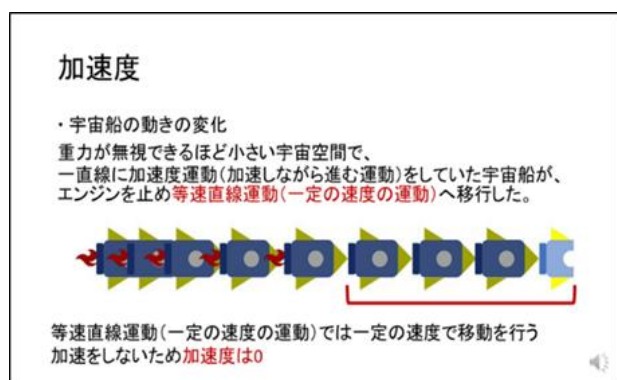 加速度
・宇宙船の動きの変化
重力が無視できるほど小さい宇宙空間で、
一直線に加速度運動(加速しながら進む運動)をしていた宇宙船が、
エンジンを止め等速直線運動(一定の速度の運動)へ移行した。
等速直線運動(一定の速度の運動)では一定の速度で移動を行う
加速をしないため加速度は0